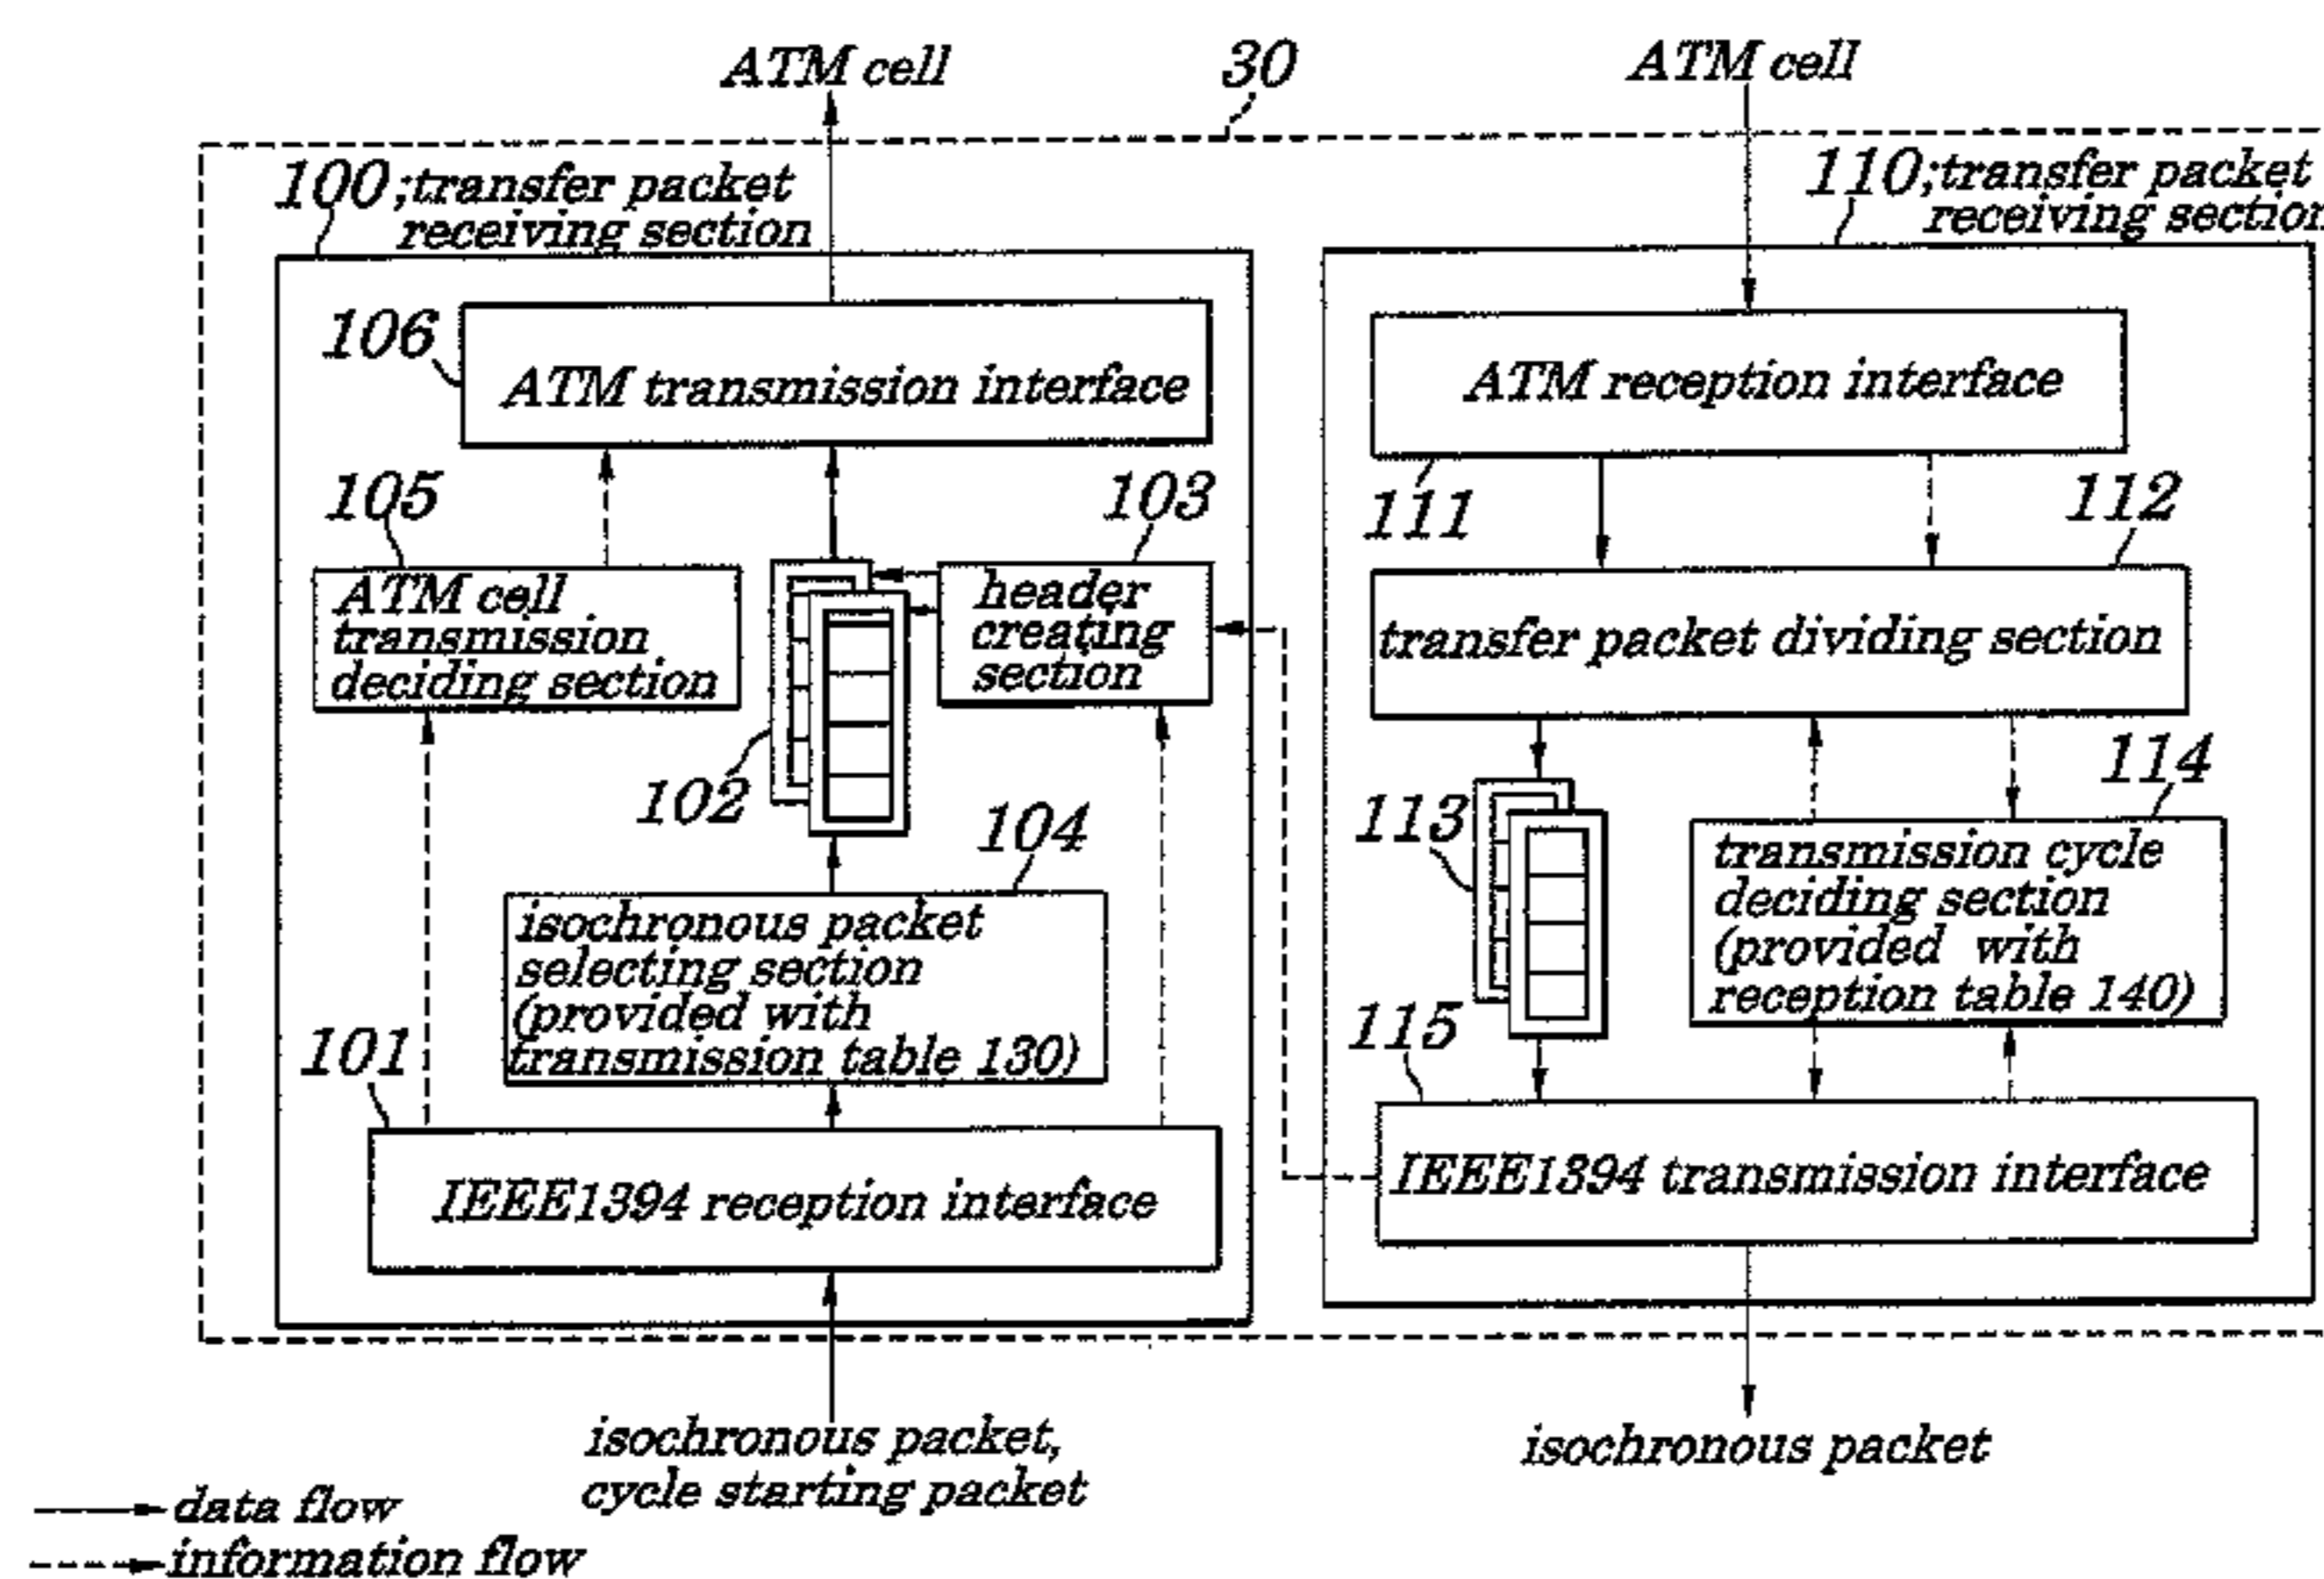 ATM cell
30
ATM cell
100;transfer packet
receiving section
110;transfer packet
receiving section
106
ATM transmission interface
ATM reception interface
105
103
111
112
ATM cell
transmission
deciding section
header
creating
section
transfer packet dividing section
102
104
113
114
isochronous packet
selecting section
(provided with
transmission table 130)
transmission cycle
deciding section
(provided with
reception table 140)
101
115
IEEE1394 reception interface
IEEE1394 transmission interface
isochronous packet,
cycle starting packet
isochronous packet
data flow
information flow